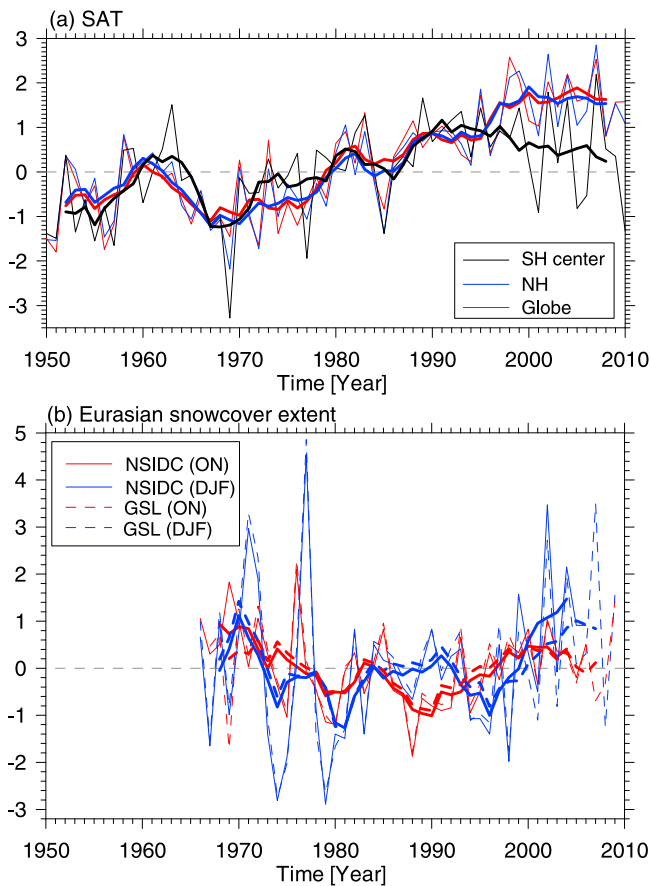 (a) SAT
3
2
1
0
-1
-2
-3
SH center
NH
Globe
1950 1960 1970 1980 1990 2000 2010
Time [Year]
(b) Eurasian snowcover extent
5
4
3
2
1
0
-1
-2
-3
NSIDC (ON)
NSIDC (DJF)
GSL (ON)
GSL (DJF)
1950 1960 1970 1980 1990 2000 2010
Time [Year]